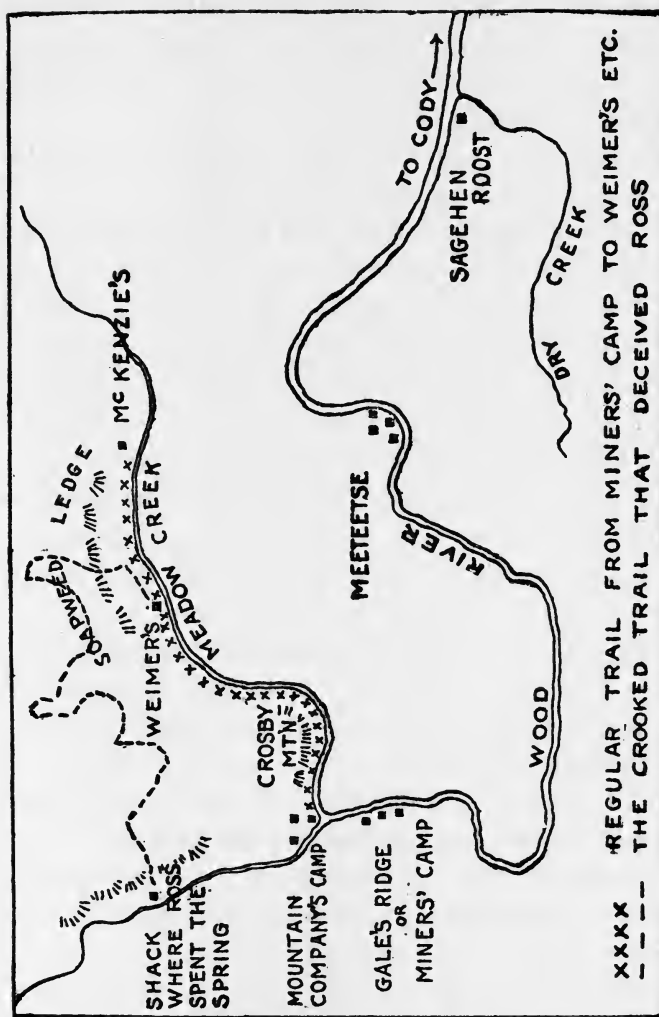 Mc KENZIE'S
LEDGE
SOAPWEED
WEIMER'S
MEADOW CREEK
CROSBY
MTN
SHACK
WHERE ROSS
SPENT THE
SPRING
MOUNTAIN
COMPANY'S CAMP
GALE'S RIDGE
OR
MINERS' CAMP
TO CODY
SAGEHEN
ROOST
DRY CREEK
MEETEETSE
WOOD RIVER
XXXX REGULAR TRAIL FROM MINERS' CAMP TO WEIMER'S ETC.
---- THE CROOKED TRAIL THAT DECEIVED ROSS